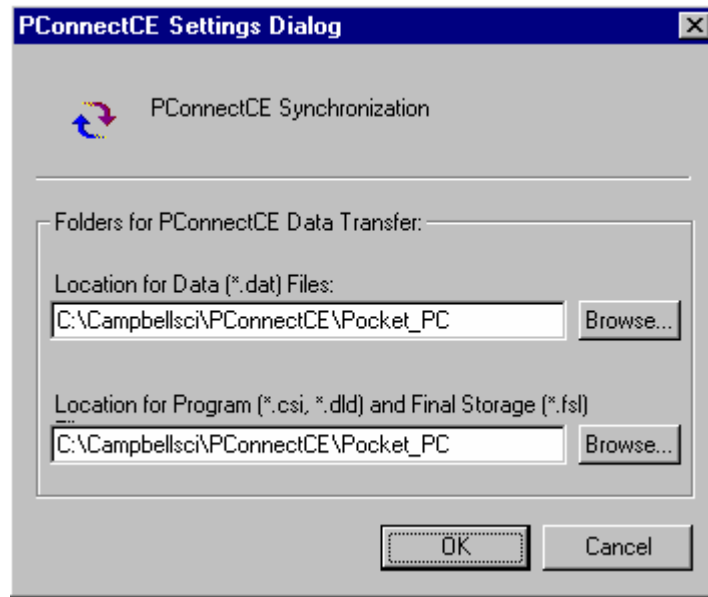 PConnectCE Settings Dialog
PConnectCE Synchronization
Folders for PConnectCE Data Transfer:
Location for Data (*.dat) Files:
C:\Campbellsci\PConnectCE\Pocket_PC
Browse...
Location for Program (*.csi, *.dld) and Final Storage (*.fsl)
C:\Campbellsci\PConnectCE\Pocket_PC
Browse...
OK
Cancel